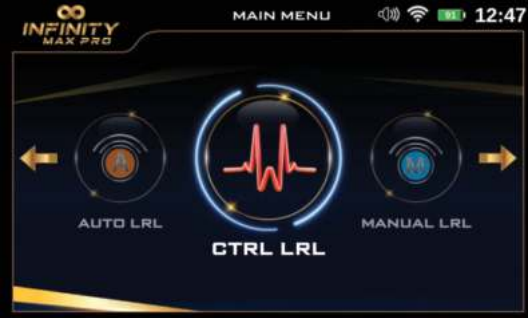 INFINITY
MAX PRO
MAIN MENU
91
12:47
A
M
AUTO LRL
CTRL LRL
MANUAL LRL